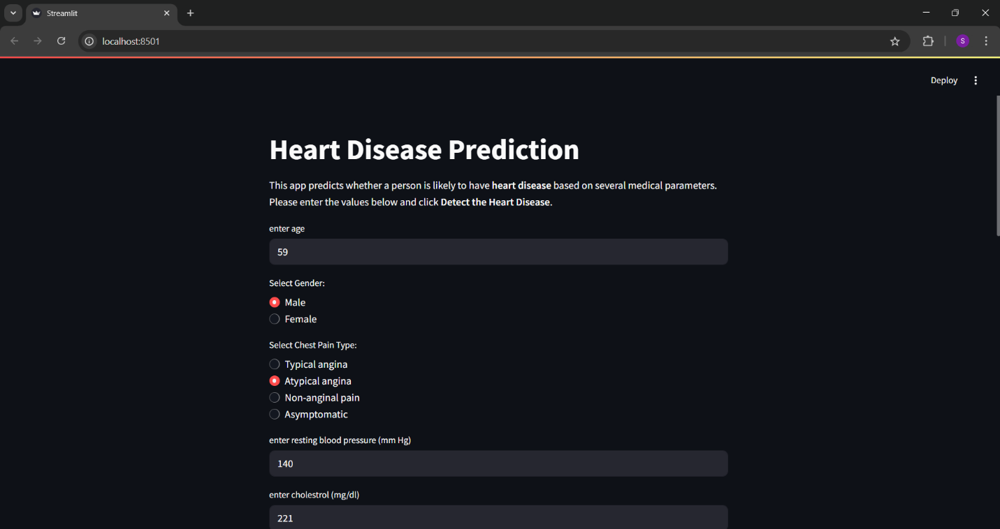 Streamlit
localhost:8501
S
Deploy
Heart Disease Prediction
This app predicts whether a person is likely to have heart disease based on several medical parameters.
Please enter the values below and click Detect the Heart Disease.
enter age
59
Select Gender:
Male
Female
Select Chest Pain Type:
Typical angina
Atypical angina
Non-anginal pain
Asymptomatic
enter resting blood pressure (mm Hg)
140
enter cholestrol (mg/dl)
221